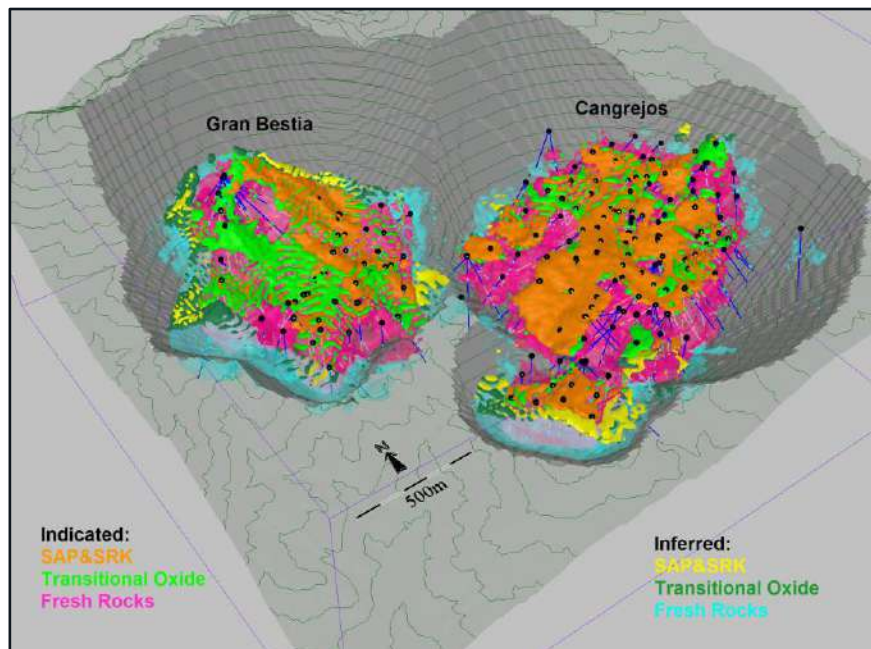 Gran Bestia
Cangrejos
N
500m
Indicated:
SAP&SRK
Transitional Oxide
Fresh Rocks
Inferred:
SAP&SRK
Transitional Oxide
Fresh Rocks